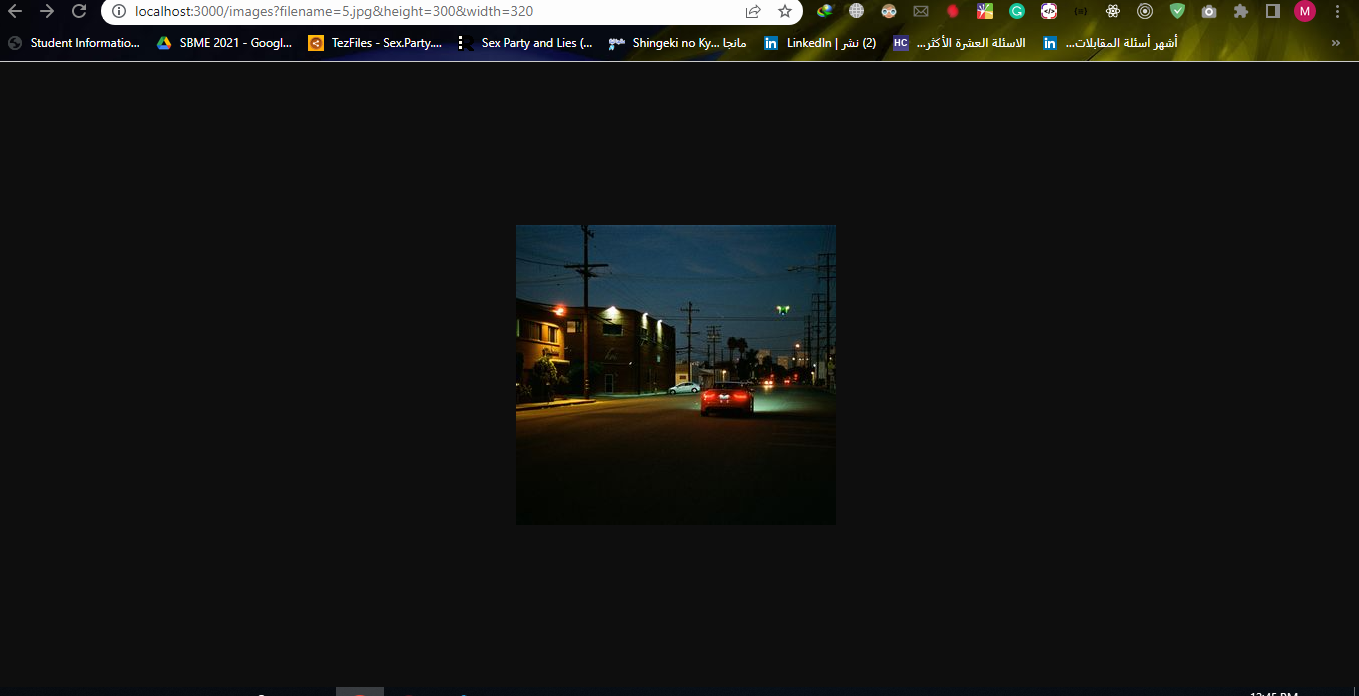 localhost:3000/images?filename=5.jpg&height=300&width=320
M
Student Informatio...
SBME 2021 - Googl...
TezFiles - Sex.Party....
Sex Party and Lies (...
Shingeki no Ky... مانجا
(2) نشر | LinkedIn
HC
الاسئلة العشرة الأكثر...
أشهر أسئلة المقابلات...